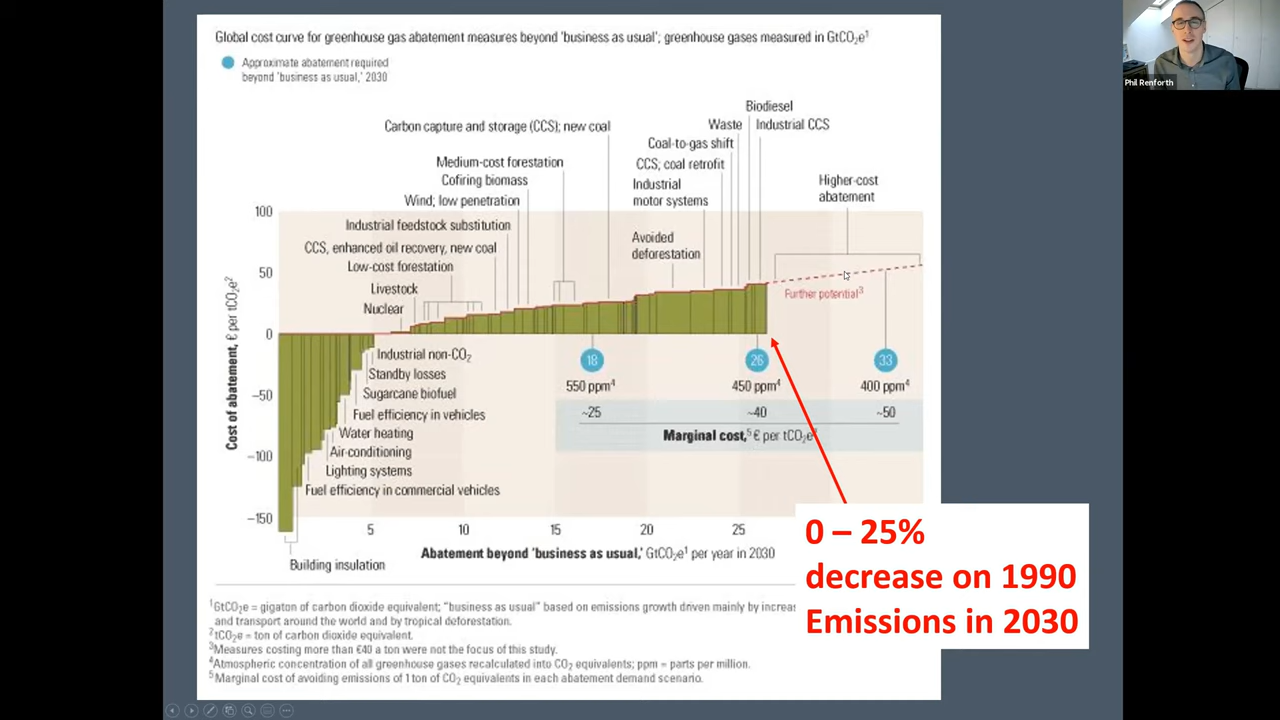 Global cost curve for greenhouse gas abatement measures beyond 'business as usual'; greenhouse gases measured in GtCO2e1
Approximate abatement required
beyond 'business as usual,' 2030
Phil Renforth
Biodiesel
Carbon capture and storage (CCS); new coal
Waste
Industrial CCS
Coal-to-gas shift
Medium-cost forestation
CCS; coal retrofit
Cofiring biomass
Industrial
motor systems
Higher-cost
abatement
Wind; low penetration
Industrial feedstock substitution
Avoided
deforestation
CCS, enhanced oil recovery, new coal
Low-cost forestation
Livestock
Nuclear
Further potential3
100
50
0
−50
−100
−150
Cost of abatement, € per tCO2e2
Industrial non-CO2
Standby losses
Sugarcane biofuel
Fuel efficiency in vehicles
Water heating
Air-conditioning
Lighting systems
Fuel efficiency in commercial vehicles
Building insulation
18
26
33
550 ppm4
450 ppm4
400 ppm4
~25
~40
~50
Marginal cost,5 € per tCO2e
5
10
15
20
25
Abatement beyond 'business as usual,' GtCO2e1 per year in 2030
0 – 25%
decrease on 1990
Emissions in 2030
1GtCO2e = gigaton of carbon dioxide equivalent; "business as usual" based on emissions growth driven mainly by
and transport around the world and by tropical deforestation.
2tCO2e = ton of carbon dioxide equivalent.
3Measures costing more than €40 a ton were not the focus of this study.
4Atmospheric concentration of all greenhouse gases recalculated into CO2 equivalents; ppm = parts per million.
5Marginal cost of avoiding emissions of 1 ton of CO2 equivalents in each abatement demand scenario.